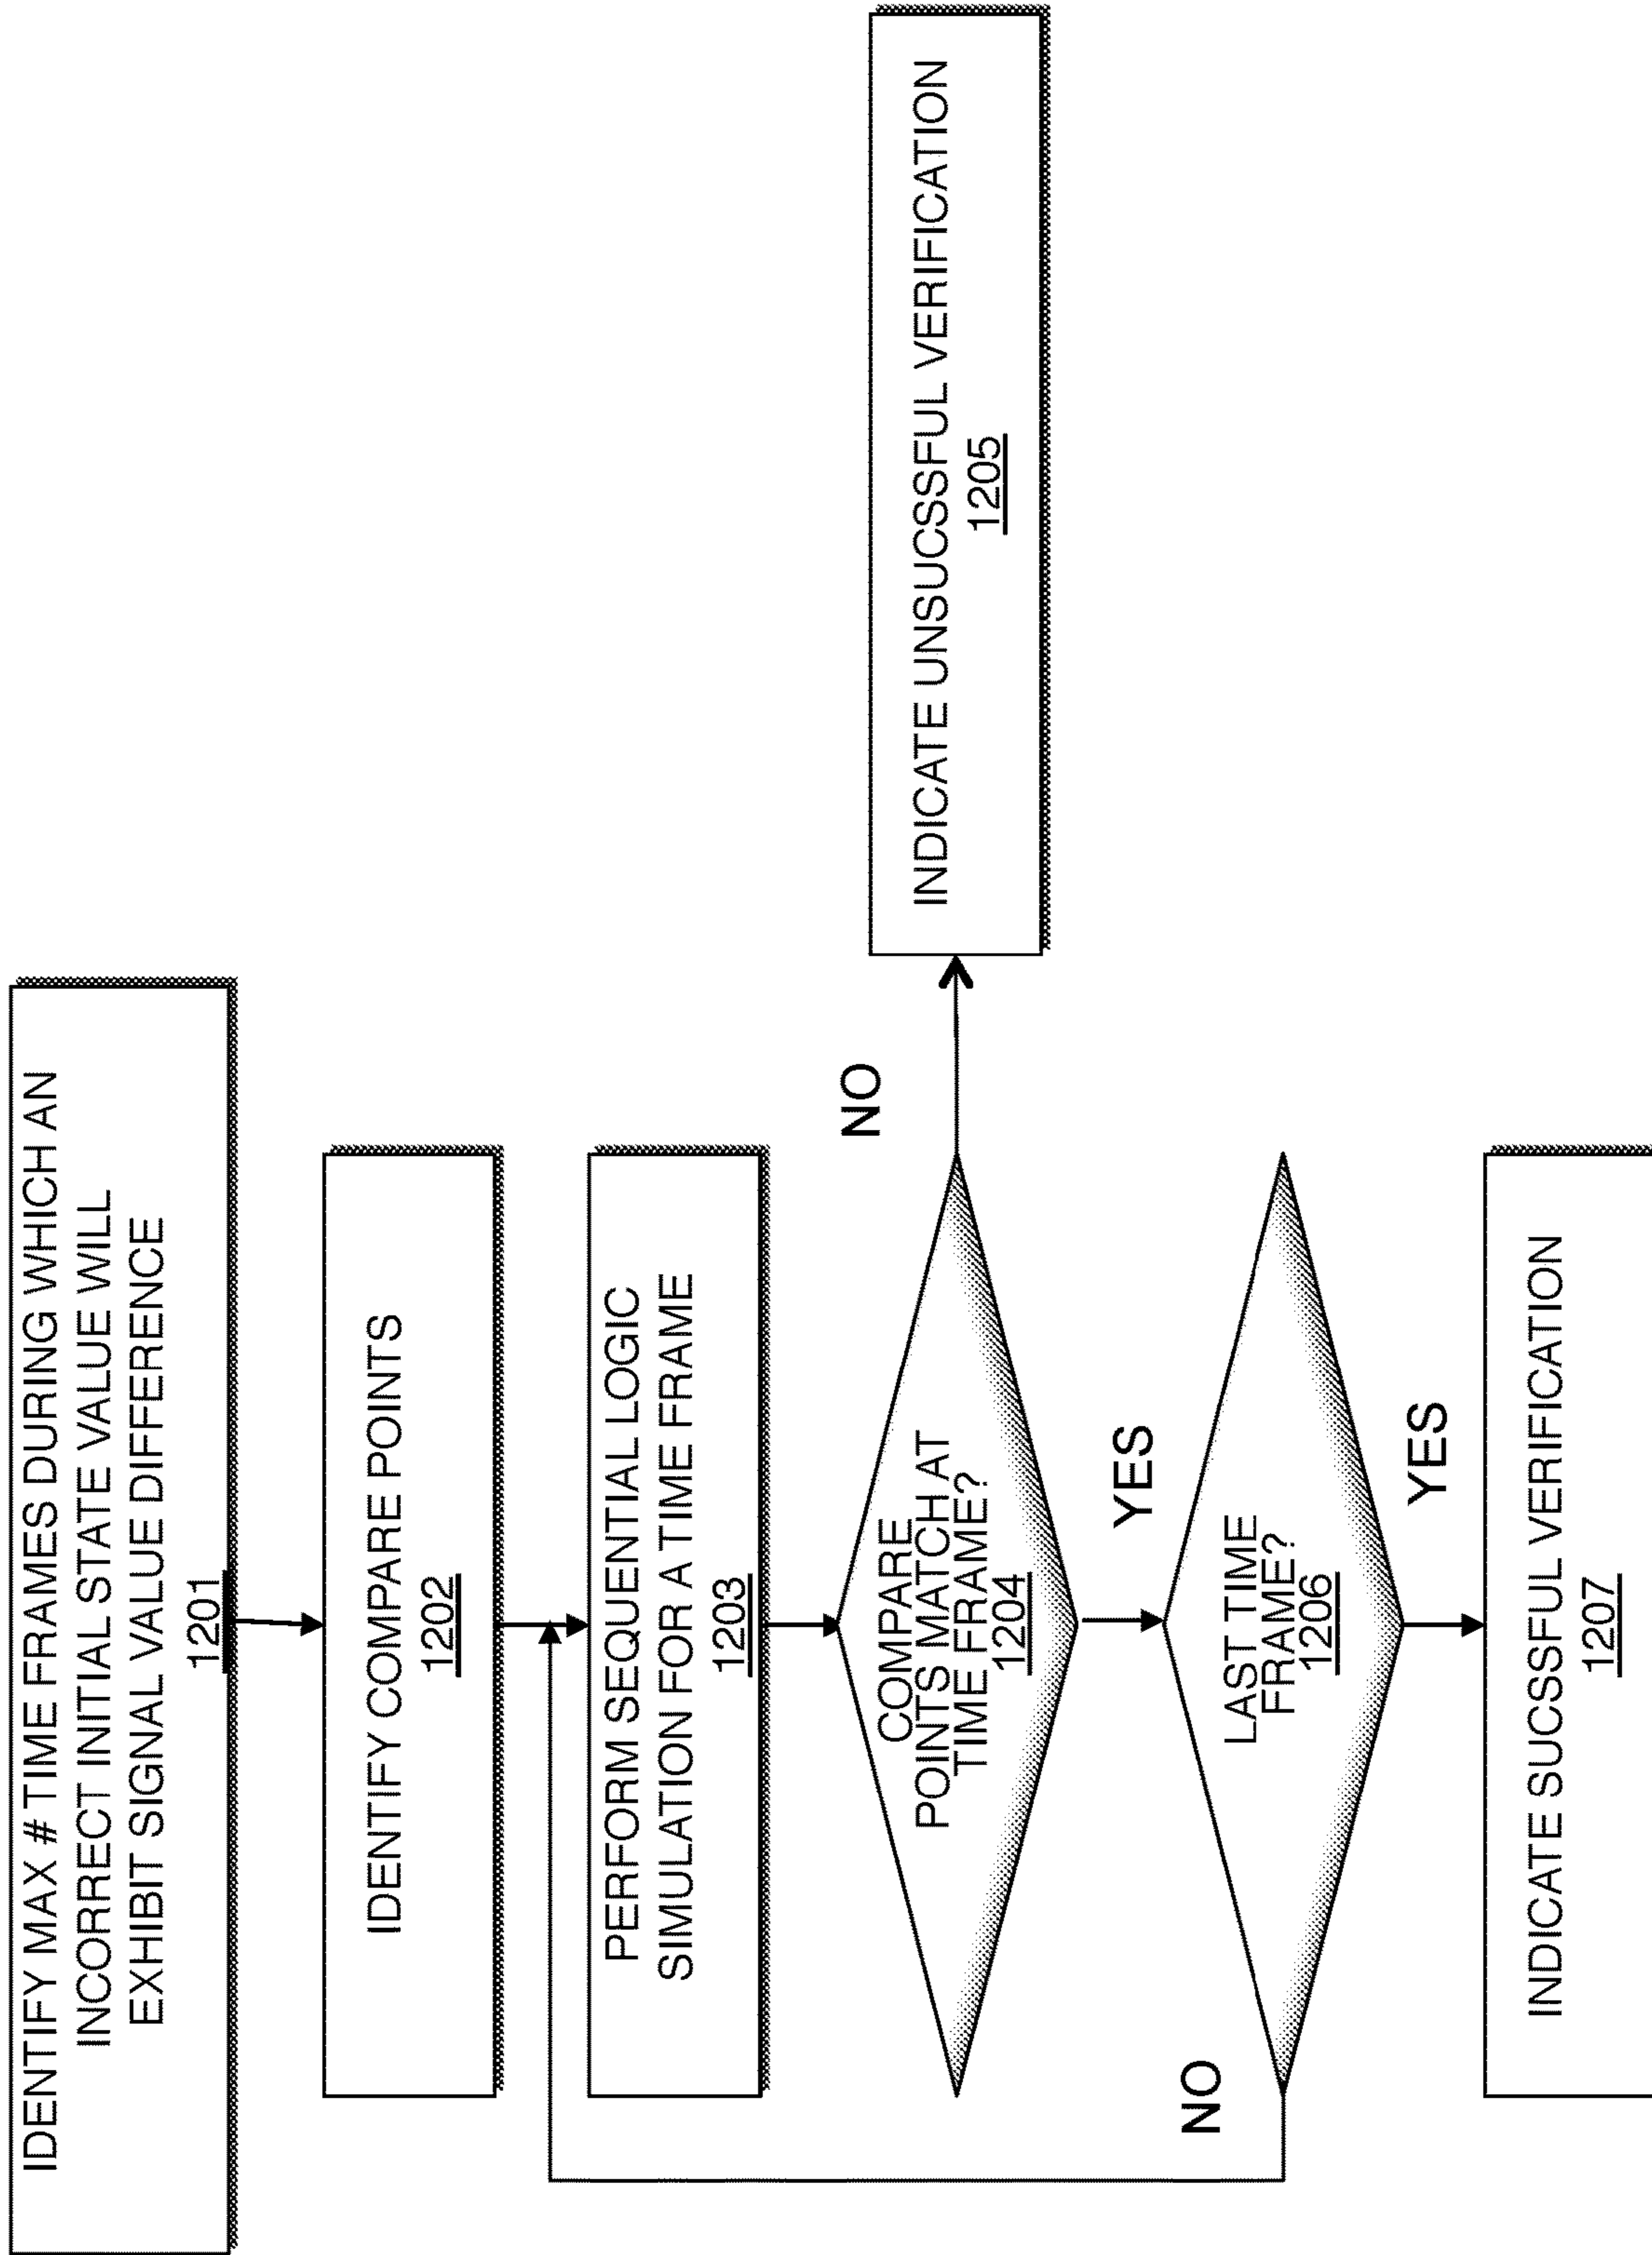 IDENTIFY MAX # TIME FRAMES DURING WHICH AN
INCORRECT INITIAL STATE VALUE WILL
EXHIBIT SIGNAL VALUE DIFFERENCE
1201
IDENTIFY COMPARE POINTS
1202
PERFORM SEQUENTIAL LOGIC
SIMULATION FOR A TIME FRAME
1203
COMPARE
POINTS MATCH AT
TIME FRAME?
1204
NO
INDICATE UNSUCSSFUL VERIFICATION
1205
YES
LAST TIME
FRAME?
1206
NO
YES
INDICATE SUCSSFUL VERIFICATION
1207